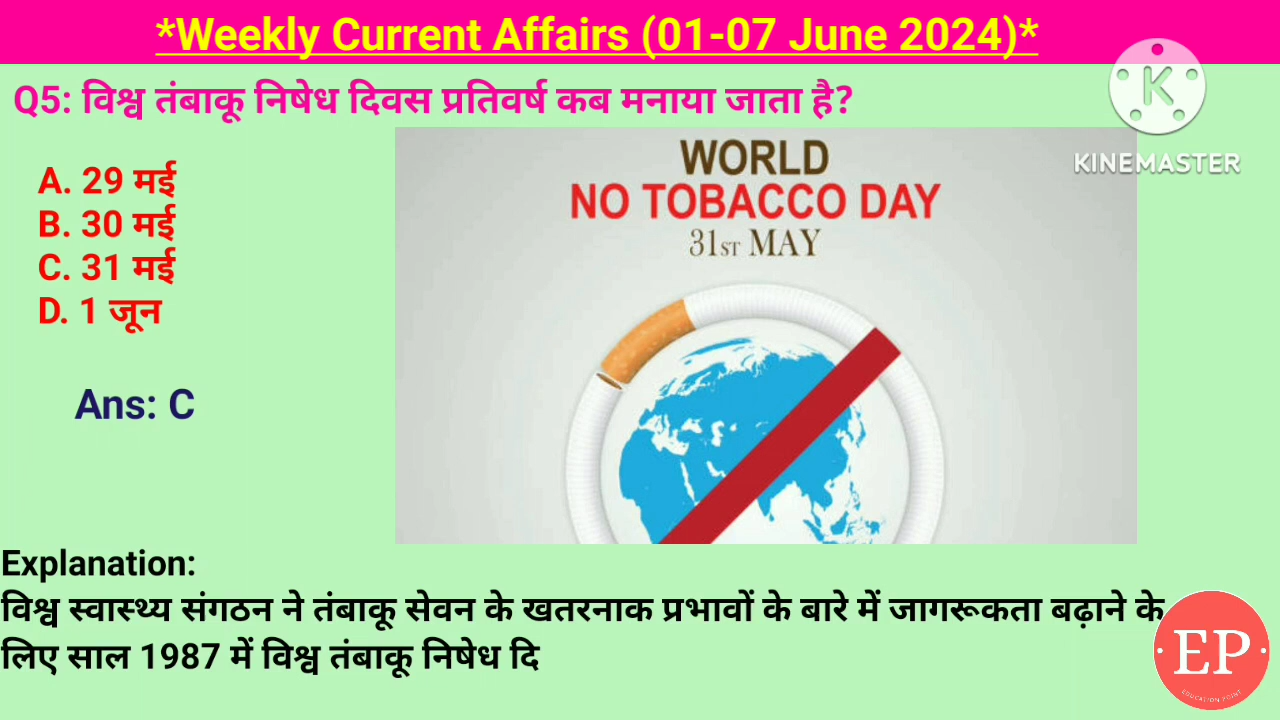 *Weekly Current Affairs (01-07 June 2024)*
Q5: विश्व तंबाकू निषेध दिवस प्रतिवर्ष कब मनाया जाता है?
K
KINEMASTER
A. 29 मई
B. 30 मई
C. 31 मई
D. 1 जून
Ans: C
WORLD
NO TOBACCO DAY
31ST MAY
Explanation:
विश्व स्वास्थ्य संगठन ने तंबाकू सेवन के खतरनाक प्रभावों के बारे में जागरूकता बढ़ाने के
लिए साल 1987 में विश्व तंबाकू निषेध दि
EP
EDUCATION POINT